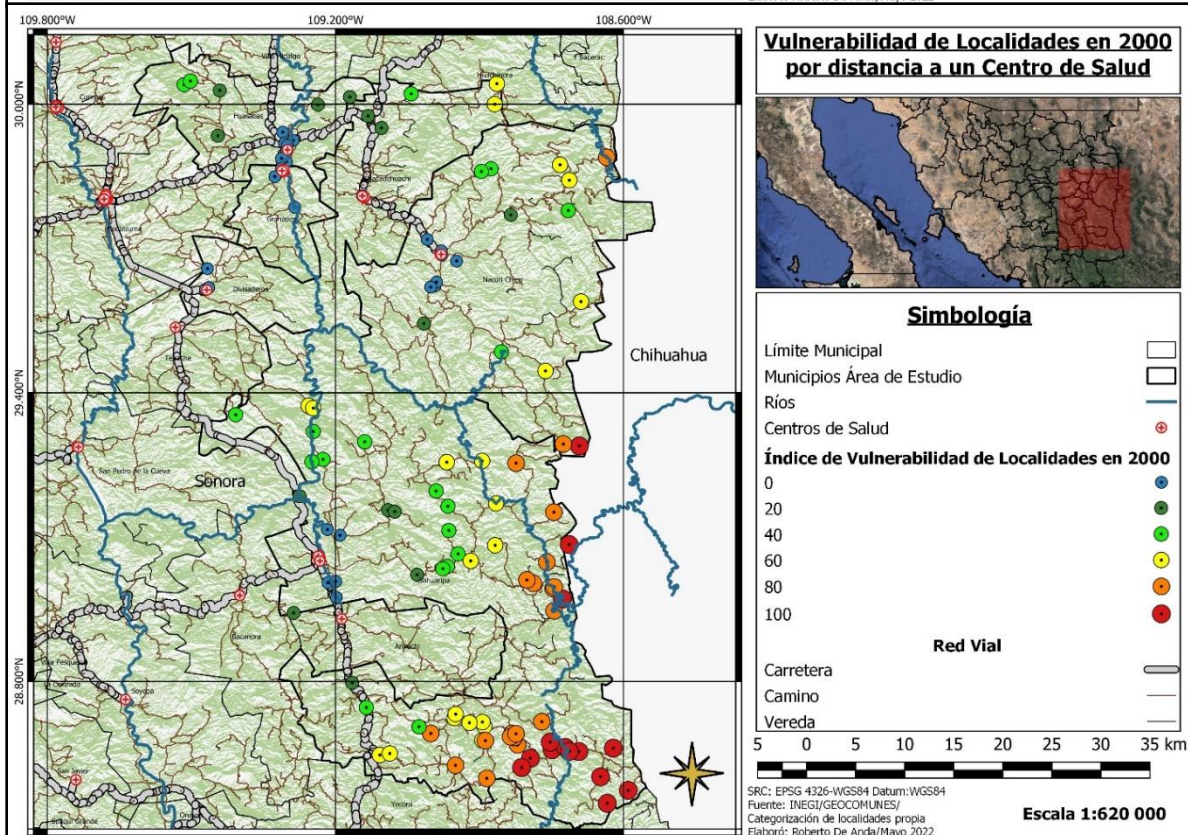 109.800°W
109.200°W
108.600°W
30.000°N
29.400°N
28.800°N
Vulnerabilidad de Localidades en 2000
por distancia a un Centro de Salud
Huasabas
Granados
Divisaderos
Nacori Chico
Chihuahua
San Pedro de la Cueva
Sonora
Sahuaripa
Bacanora
Arivechi
Soyopa
San Javier
Yecora
Simbología
Límite Municipal
Municipios Área de Estudio
Ríos
Centros de Salud
Índice de Vulnerabilidad de Localidades en 2000
0
20
40
60
80
100
Red Vial
Carretera
Camino
Vereda
5 0 5 10 15 20 25 30 35 km
SRC: EPSG 4326-WGS84 Datum:WGS84
Fuente: INEGI/GEOCOMUNES/
Categorización de localidades propia
Elaboró: Roberto De Anda/Mayo 2022
Escala 1:620 000